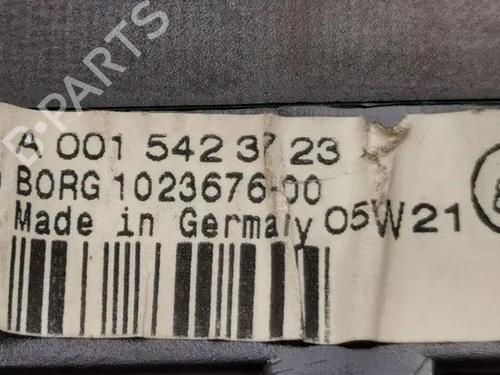 B-PARTS
A 001 542 37 23
BORG 1023676-00
Made in Germany 05W21